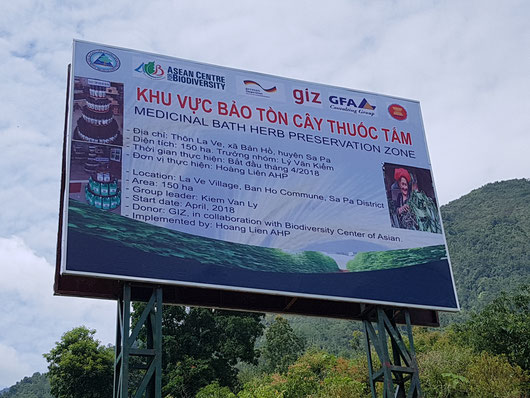 ASEAN CENTRE
FOR BIODIVERSITY
giz
GFA
Consulting Group
KHU VỰC BẢO TỒN CÂY THUỐC TẮM
MEDICINAL BATH HERB PRESERVATION ZONE
- Địa chỉ: Thôn La Ve, xã Bản Hồ, huyện Sa Pa
- Diện tích: 150 ha. Trưởng nhóm: Lý Văn Kiềm
- Thời gian thực hiện: Bắt đầu tháng 4/2018
- Đơn vị thực hiện: Hoàng Liên AHP
- Location: La Ve Village, Ban Ho Commune, Sa Pa District
- Area: 150 ha
- Group leader: Kiem Van Ly
- Start date: April, 2018
- Donor: GIZ, in collaboration with Biodiversity Center of Asian
- Implemented by: Hoang Lien AHP